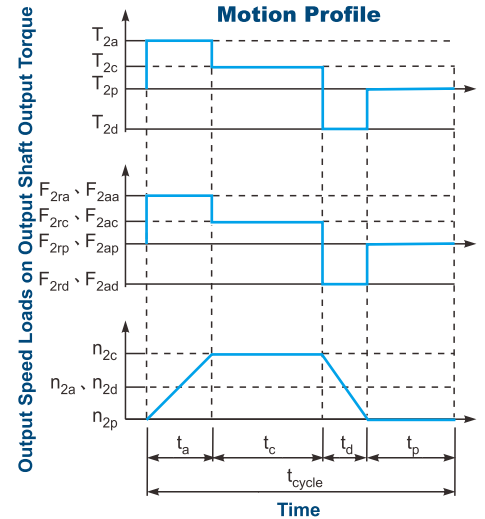 Motion Profile
Output Speed Loads on Output Shaft Output Torque
T2a
T2c
T2p
T2d
F2ra、F2aa
F2rc、F2ac
F2rp、F2ap
F2rd、F2ad
n2c
n2a、n2d
n2p
ta tc td tp
tcycle
Time